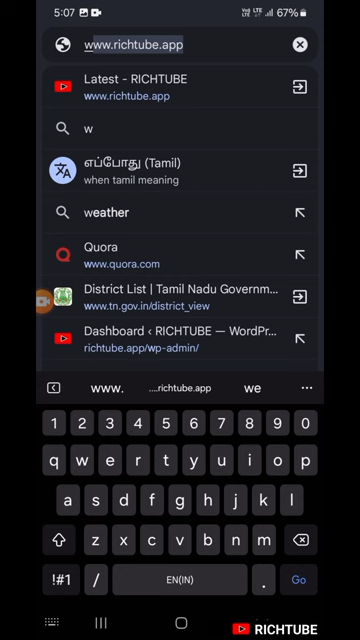 5:07
67%
www.richtube.app
Latest - RICHTUBE
www.richtube.app
w
எப்போது (Tamil)
when tamil meaning
weather
Quora
www.quora.com
District List | Tamil Nadu Governm...
www.tn.gov.in/district_view
Dashboard ‹ RICHTUBE — WordPr...
richtube.app/wp-admin/
www.
....richtube.app
we
1 2 3 4 5 6 7 8 9 0
q w e r t y u i o p
a s d f g h j k l
z x c v b n m
!#1 / EN(IN) . Go
RICHTUBE